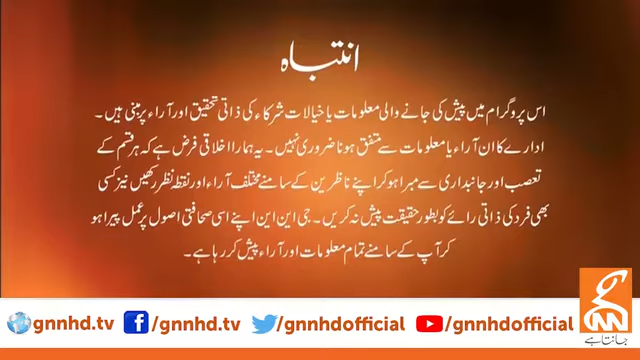 انتباہ
اس پروگرام میں پیش کی جانے والی معلومات یا خیالات شرکاء کی ذاتی تحقیق اور آراء پر مبنی ہیں۔
ادارے کا ان آراء یا معلومات سے متفق ہونا ضروری نہیں۔ یہ ہمارا اخلاقی فرض ہے کہ ہر قسم کے
تعصب اور جانبداری سے مبرا ہو کر اپنے ناظرین کے سامنے مختلف آراء اور نقطہ نظر رکھیں نیز کسی
بھی فرد کی ذاتی رائے کو بطور حقیقت پیش نہ کریں۔ جی این این اپنے اسی صحافتی اصول پر عمل پیرا ہو
کر آپ کے سامنے تمام معلومات اور آراء پیش کر رہا ہے۔
gnnhd.tv /gnnhd.tv /gnnhdofficial /gnnhdofficial
GNN
جانتا ہے